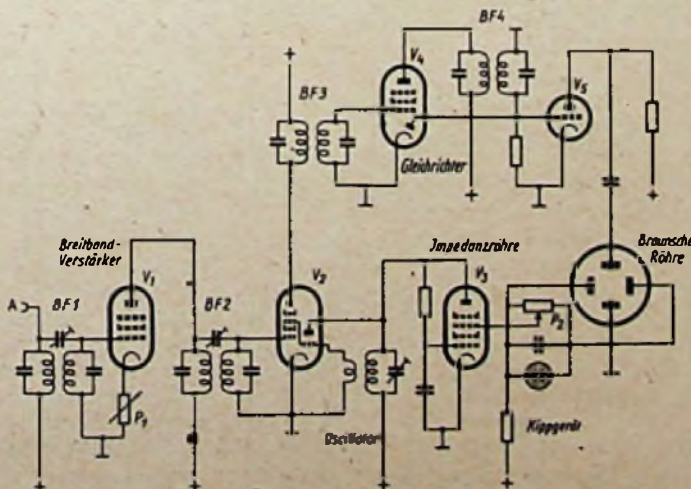 BF4
V4
BF3
V5
Gleichrichter
Breitband-
Verstärker
Impedanzröhre
Braunsche
Röhre
V1
V2
V3
A
BF1
BF2
P2
P1
Oscillator
Kippgerät